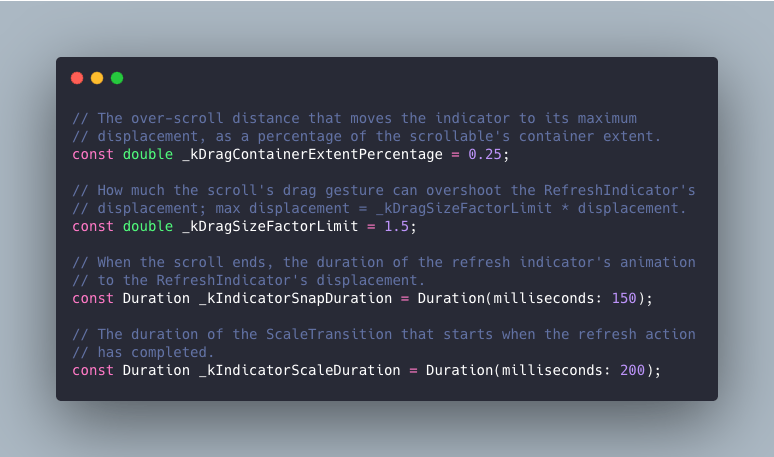 // The over-scroll distance that moves the indicator to its maximum
// displacement, as a percentage of the scrollable's container extent.
const double _kDragContainerExtentPercentage = 0.25;
// How much the scroll's drag gesture can overshoot the RefreshIndicator's
// displacement; max displacement = _kDragSizeFactorLimit * displacement.
const double _kDragSizeFactorLimit = 1.5;
// When the scroll ends, the duration of the refresh indicator's animation
// to the RefreshIndicator's displacement.
const Duration _kIndicatorSnapDuration = Duration(milliseconds: 150);
// The duration of the ScaleTransition that starts when the refresh action
// has completed.
const Duration _kIndicatorScaleDuration = Duration(milliseconds: 200);